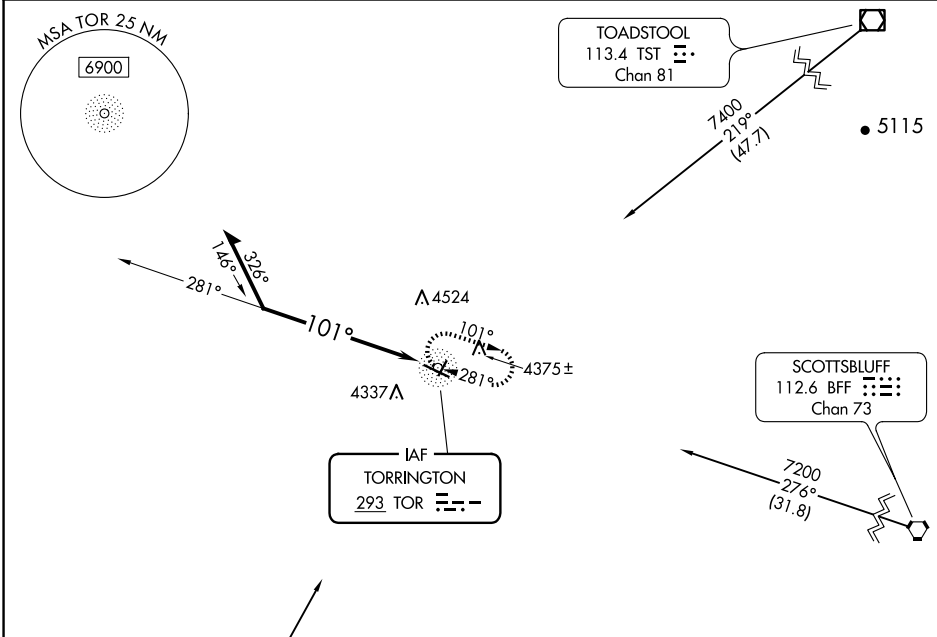 MSA TOR 25 NM
6900
TOADSTOOL
113.4 TST
Chan 81
7400
219°
(47.7)
5115
146°
326°
281°
101°
4524
101°
281°
4375±
4337
IAF
TORRINGTON
293 TOR
SCOTTSBLUFF
112.6 BFF
Chan 73
7200
276°
(31.8)